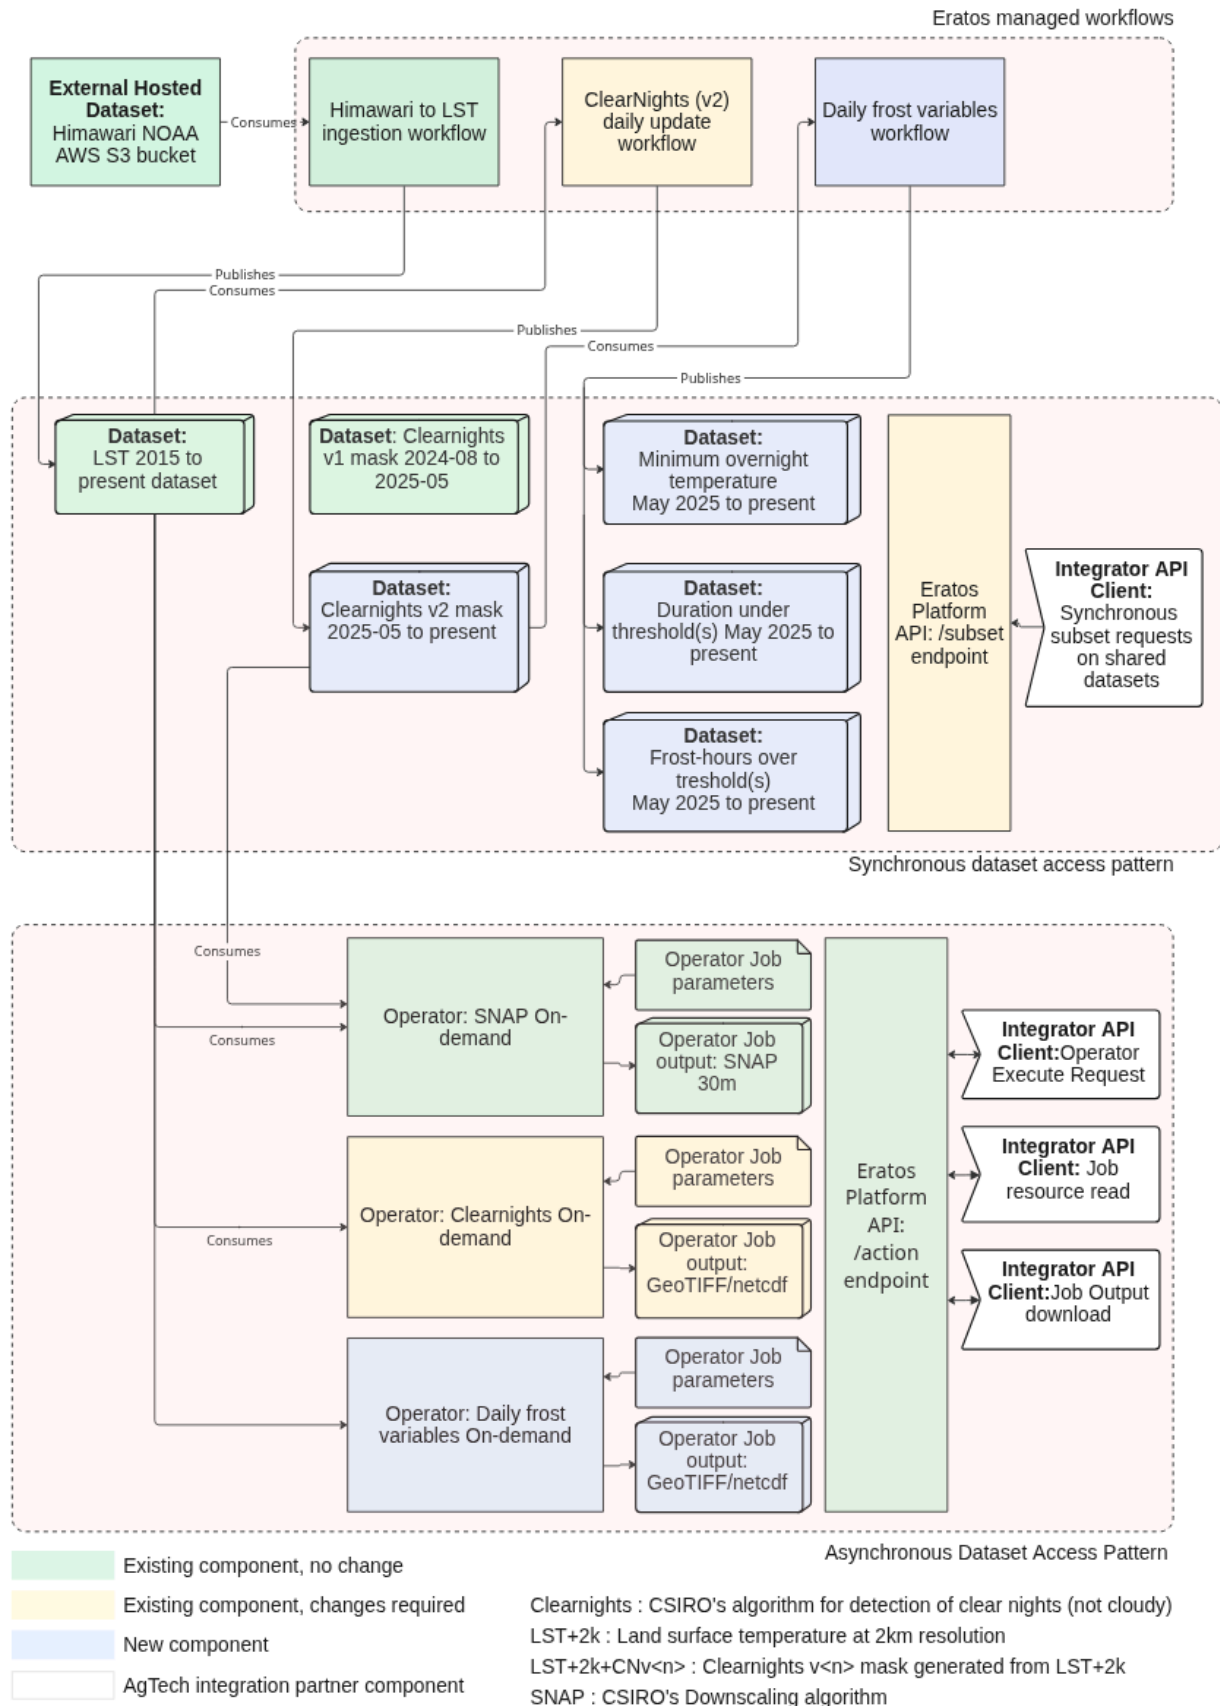 Eratos managed workflows
External Hosted
Dataset:
Himawari NOAA
AWS S3 bucket
Consumes
Himawari to LST
ingestion workflow
ClearNights (v2)
daily update
workflow
Daily frost variables
workflow
Publishes
Consumes
Publishes
Consumes
Publishes
Dataset:
LST 2015 to
present dataset
Dataset: Clearnights
v1 mask 2024-08 to
2025-05
Dataset:
Minimum overnight
temperature
May 2025 to present
Dataset:
Clearnights v2 mask
2025-05 to present
Dataset:
Duration under
threshold(s) May 2025 to
present
Dataset:
Frost-hours over
treshold(s)
May 2025 to present
Eratos
Platform
API: /subset
endpoint
Integrator API
Client:
Synchronous
subset requests
on shared
datasets
Synchronous dataset access pattern
Consumes
Consumes
Operator: SNAP On-
demand
Operator Job
parameters
Operator Job
output: SNAP
30m
Consumes
Operator: Clearnights On-
demand
Operator Job
parameters
Operator Job
output:
GeoTIFF/netcdf
Operator: Daily frost
variables On-demand
Operator Job
parameters
Operator Job
output:
GeoTIFF/netcdf
Eratos
Platform
API:
/action
endpoint
Integrator API
Client:Operator
Execute Request
Integrator API
Client: Job
resource read
Integrator API
Client:Job Output
download
Asynchronous Dataset Access Pattern
Existing component, no change
Existing component, changes required
New component
AgTech integration partner component
Clearnights : CSIRO's algorithm for detection of clear nights (not cloudy)
LST+2k : Land surface temperature at 2km resolution
LST+2k+CNv<n> : Clearnights v<n> mask generated from LST+2k
SNAP : CSIRO's Downscaling algorithm